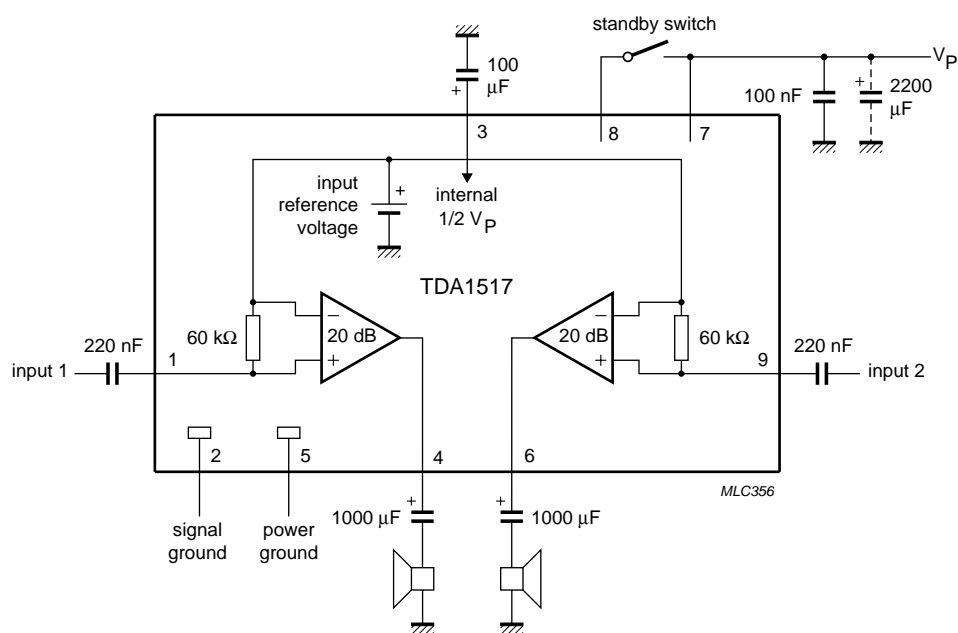 standby switch
V P
100
μF
+
100 nF
+
2200
μF
3
8
7
input
reference
voltage
+
internal
1/2 V P
TDA1517
−
20 dB
+
60 kΩ
−
20 dB
+
60 kΩ
220 nF
1
input 1
9
220 nF
input 2
2
5
4
6
MLC356
signal
ground
power
ground
1000 μF
+
+
1000 μF